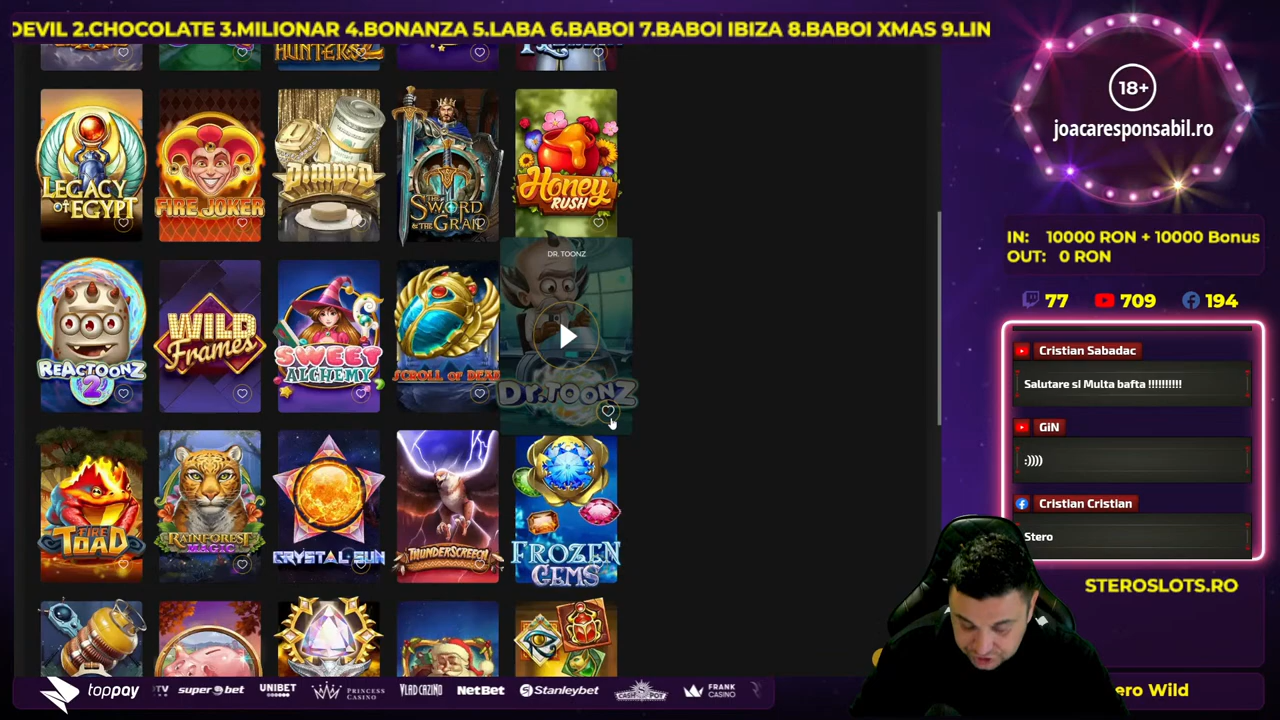 DEVIL 2.CHOCOLATE 3.MILIONAR 4.BONANZA 5.LABA 6.BABOI 7.BABOI IBIZA 8.BABOI XMAS 9.LIN
18+
joacaresponsabil.ro
LEGACY OF EGYPT
FIRE JOKER
PIMPED
THE SWORD & THE GRAIL
Honey RUSH
DR. TOONZ
REACTOONZ 2
WILD Frames
SWEET ALCHEMY
SCROLL OF DEAD
DR.TOONZ
FIRE TOAD
RAINFOREST MAGIC
CRYSTAL SUN
THUNDERSCREECH
FROZEN GEMS
IN: 10000 RON + 10000 Bonus
OUT: 0 RON
77 709 194
Cristian Sabadac
Salutare si Multa bafta !!!!!!!!!!
GiN
:))))
Cristian Cristian
Stero
STEROSLOTS.RO
ero Wild
toppay
TV superbet UNIBET PRINCESS CASINO VLAD CAZINO NetBet Stanleybet CASHPOT FRANK CASINO